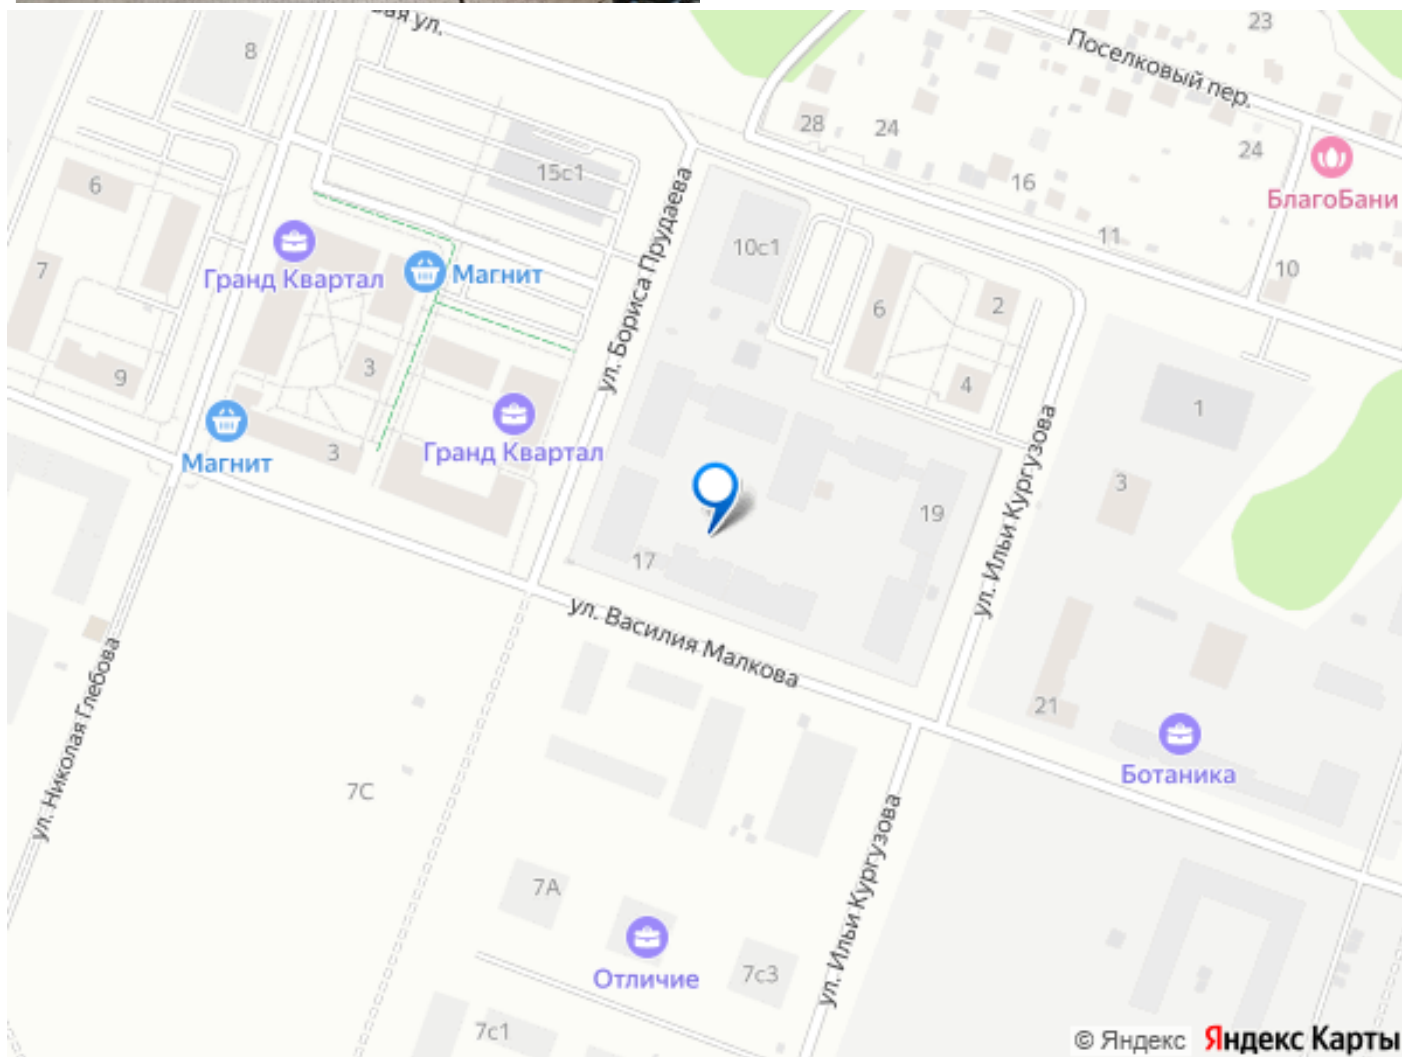 вая ул.
23
8
Поселковый пер.
28
24
24
15с1
БлагоБани
6
16
ул. Бориса Прудаева
11
10с1
7
Гранд Квартал
Магнит
10
6
2
3
9
4
1
Гранд Квартал
ул. Ильи Кургузова
Магнит
3
3
19
17
ул. Василия Малкова
ул. Николая Глебова
21
Ботаника
7С
ул. Ильи Кургузова
7А
Отличие
7с3
7с1
© Яндекс Яндекс Карты